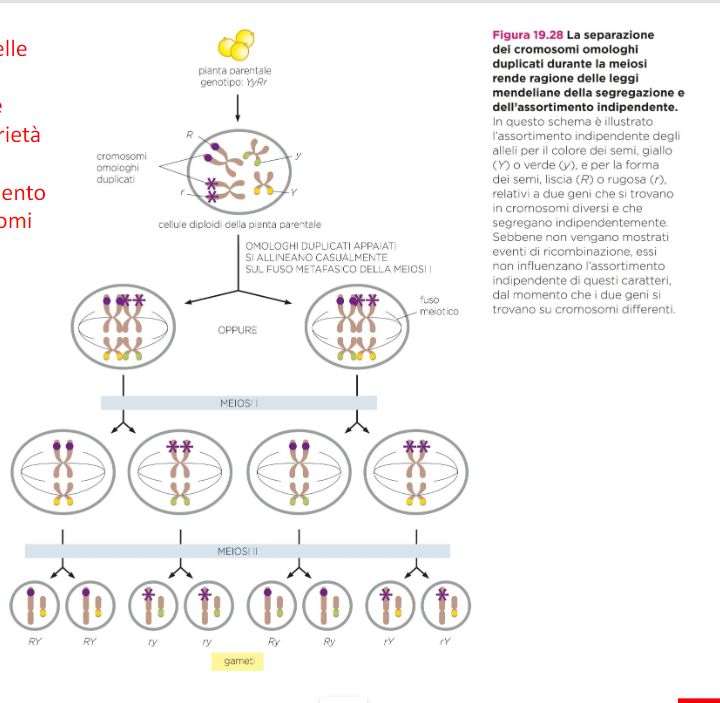 elle
e
rietà
ento
omi
pianta parentale
genotipo: YyRr
R
y
cromosomi
omologhi
duplicati
r
Y
cellule diploidi della pianta parentale
OMOLOGHI DUPLICATI APPAIATI
SI ALLINEANO CASUALMENTE
SUL FUSO METAFASICO DELLA MEIOSI I
fuso
meiotico
OPPURE
MEIOSI I
MEIOSI II
RY RY ry ry Ry Ry rY rY
gameti
Figura 19.28 La separazione
dei cromosomi omologhi
duplicati durante la meiosi
rende ragione delle leggi
mendeliane della segregazione e
dell'assortimento indipendente.
In questo schema è illustrato
l'assortimento indipendente degli
alleli per il colore dei semi, giallo
(Y) o verde (y), e per la forma
dei semi, liscia (R) o rugosa (r),
relativi a due geni che si trovano
in cromosomi diversi e che
segregano indipendentemente.
Sebbene non vengano mostrati
eventi di ricombinazione, essi
non influenzano l'assortimento
indipendente di questi caratteri,
dal momento che i due geni si
trovano su cromosomi differenti.